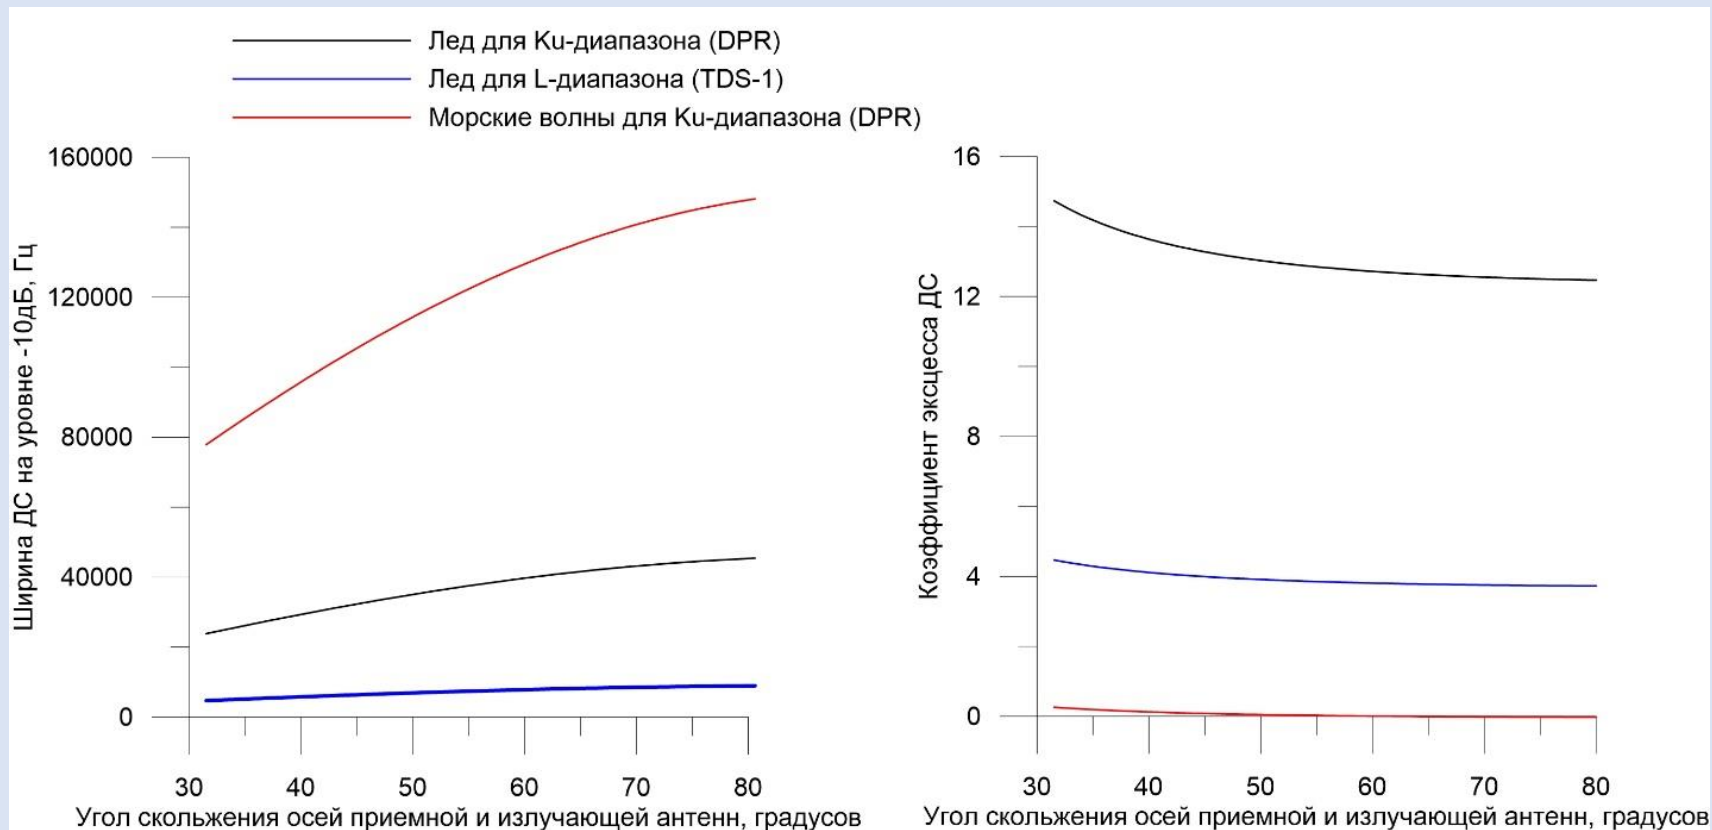 Лед для Ku-диапазона (DPR)
Лед для L-диапазона (TDS-1)
Морские волны для Ku-диапазона (DPR)
Ширина ДС на уровне -10дБ, Гц
160000
120000
80000
40000
0
30 40 50 60 70 80
Угол скольжения осей приемной и излучающей антенн, градусов
Коэффициент эксцесса ДС
16
12
8
4
0
30 40 50 60 70 80
Угол скольжения осей приемной и излучающей антенн, градусов